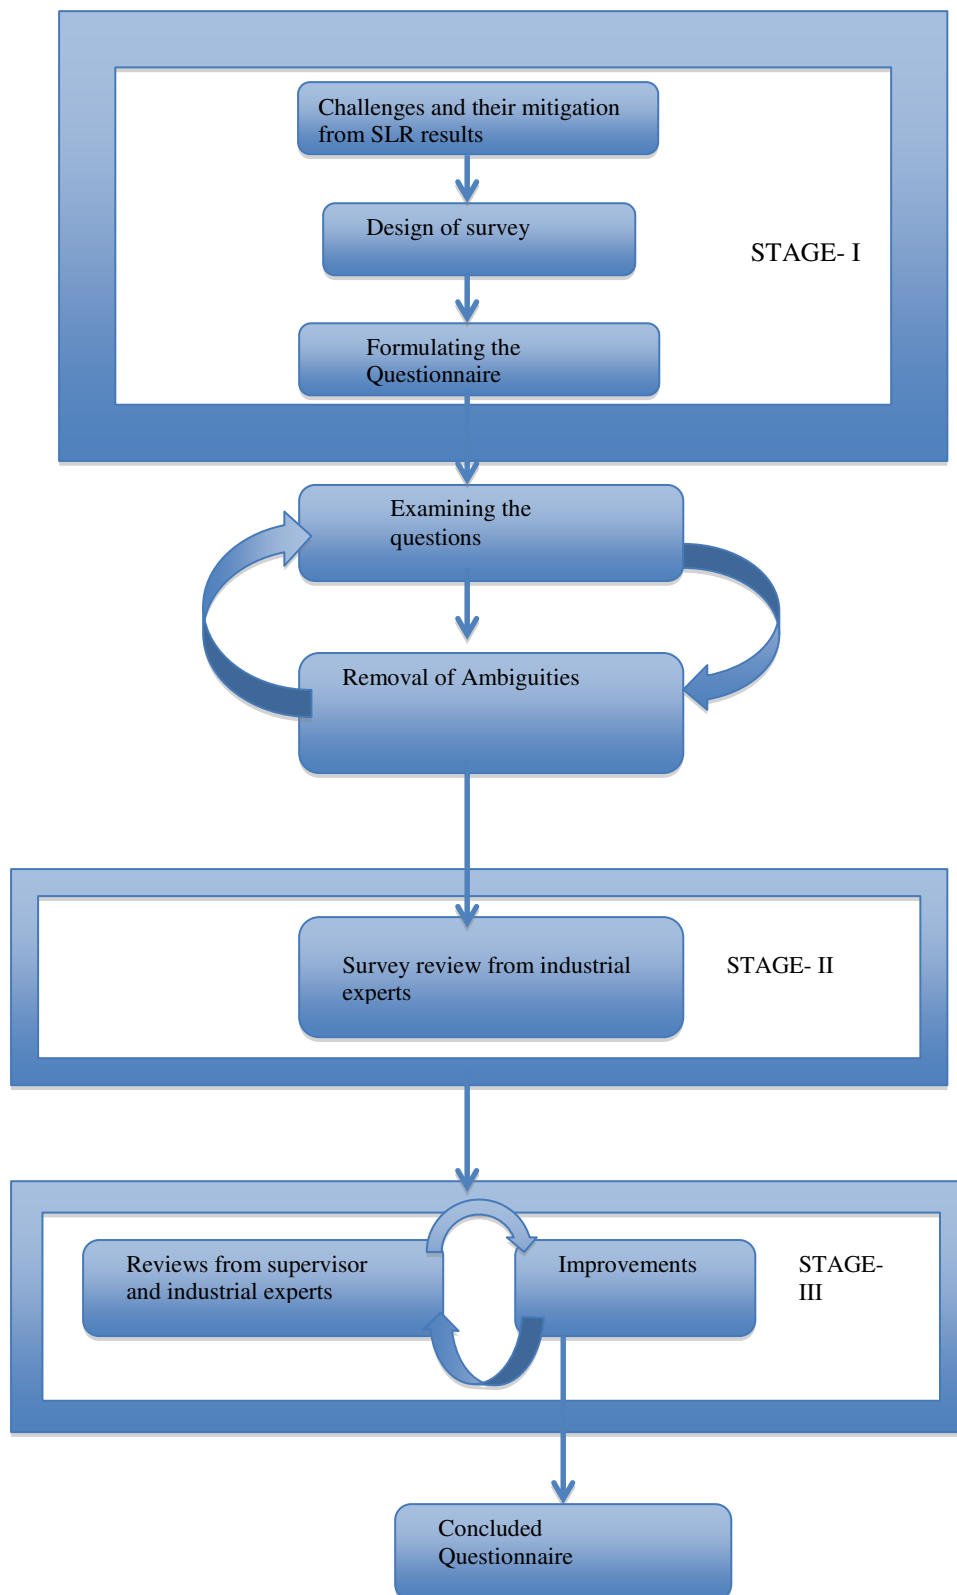 Challenges and their mitigation
from SLR results
Design of survey
STAGE- I
Formulating the
Questionnaire
Examining the
questions
Removal of Ambiguities
Survey review from industrial
experts
STAGE- II
Reviews from supervisor
and industrial experts
Improvements
STAGE-
III
Concluded
Questionnaire